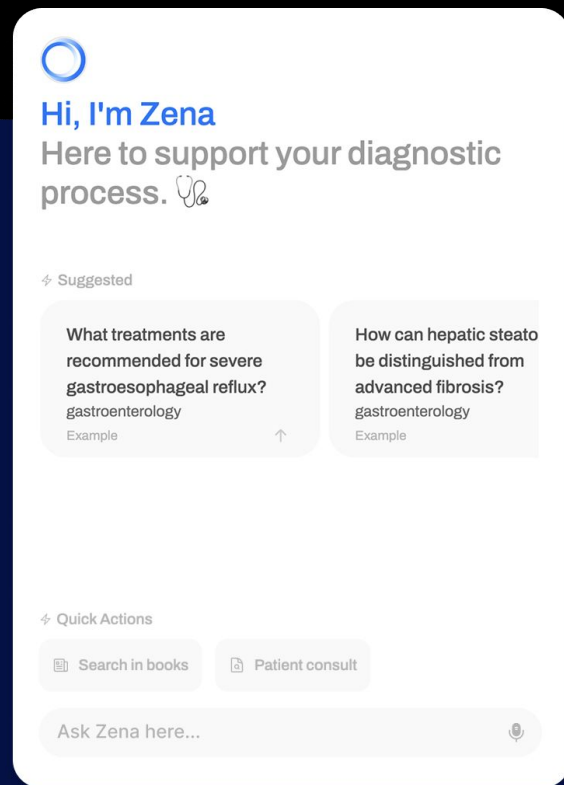 Hi, I'm Zena
Here to support your diagnostic
process.
Suggested
What treatments are
recommended for severe
gastroesophageal reflux?
gastroenterology
Example
How can hepatic steato
be distinguished from
advanced fibrosis?
gastroenterology
Example
Quick Actions
Search in books
Patient consult
Ask Zena here...